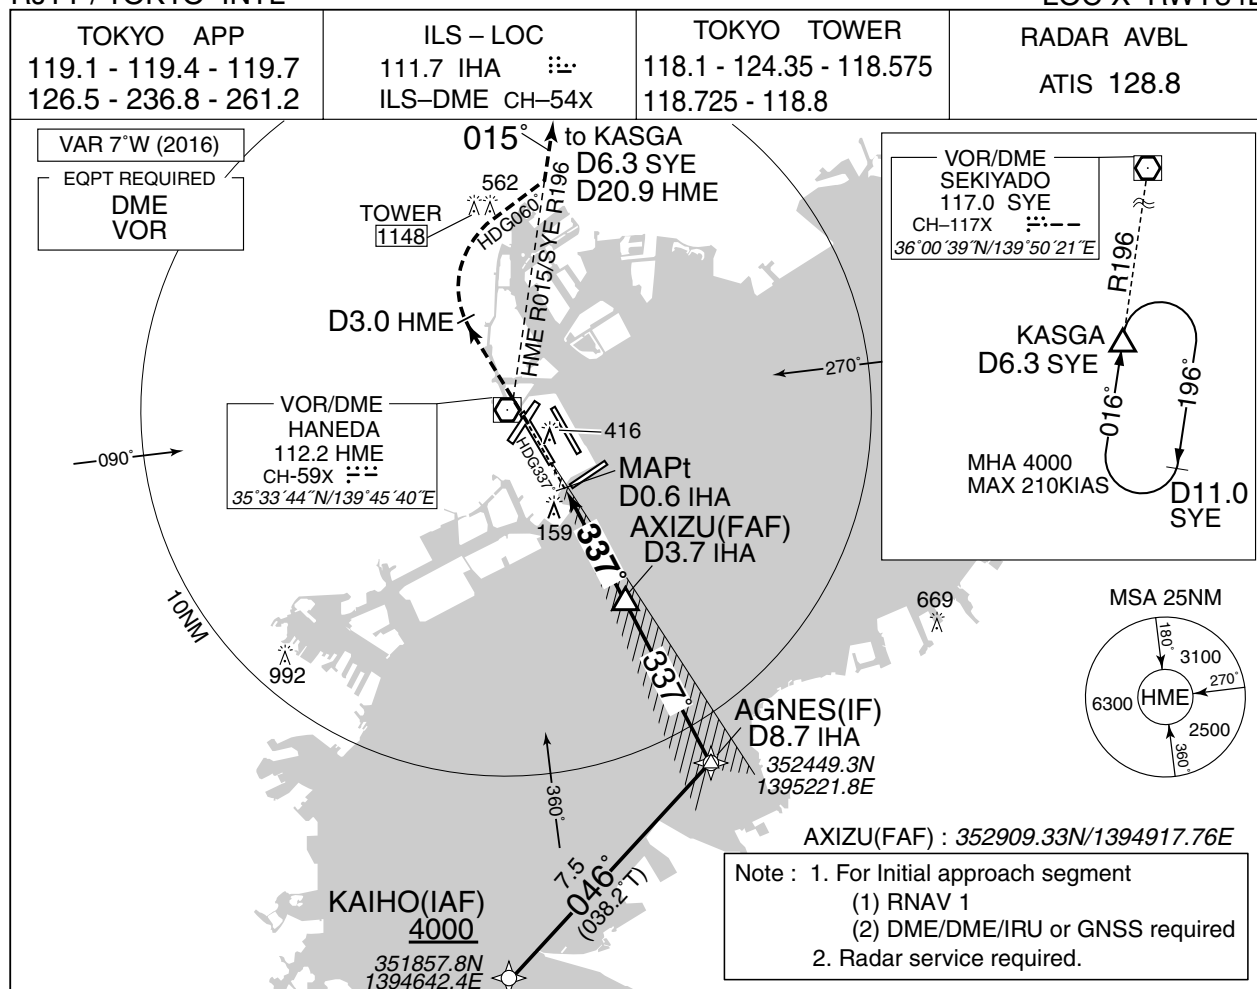 TOKYO APP
119.1 - 119.4 - 119.7
126.5 - 236.8 - 261.2
ILS – LOC
111.7 IHA
ILS–DME CH–54X
TOKYO TOWER
118.1 - 124.35 - 118.575
118.725 - 118.8
RADAR AVBL
ATIS 128.8
VAR 7°W (2016)
EQPT REQUIRED
DME
VOR
015°
to KASGA
D6.3 SYE
D20.9 HME
562
TOWER
1148
HDG060°
HME R015/SYE R196
D3.0 HME
VOR/DME
SEKIYADO
117.0 SYE
CH–117X
36°00´39˝N/139°50´21˝E
R196
KASGA
D6.3 SYE
016°
196°
MHA 4000
MAX 210KIAS
D11.0
SYE
270°
090°
VOR/DME
HANEDA
112.2 HME
CH-59X
35°33´44˝N/139°45´40˝E
416
HDG337°
MAPt
D0.6 IHA
159
AXIZU(FAF)
D3.7 IHA
337°
10NM
992
669
337°
MSA 25NM
180°
3100
270°
6300
HME
2500
360°
AGNES(IF)
D8.7 IHA
352449.3N
1395221.8E
360°
AXIZU(FAF) : 352909.33N/1394917.76E
7.5
046°
(038.2°T)
KAIHO(IAF)
4000
351857.8N
1394642.4E
Note : 1. For Initial approach segment
(1) RNAV 1
(2) DME/DME/IRU or GNSS required
2. Radar service required.